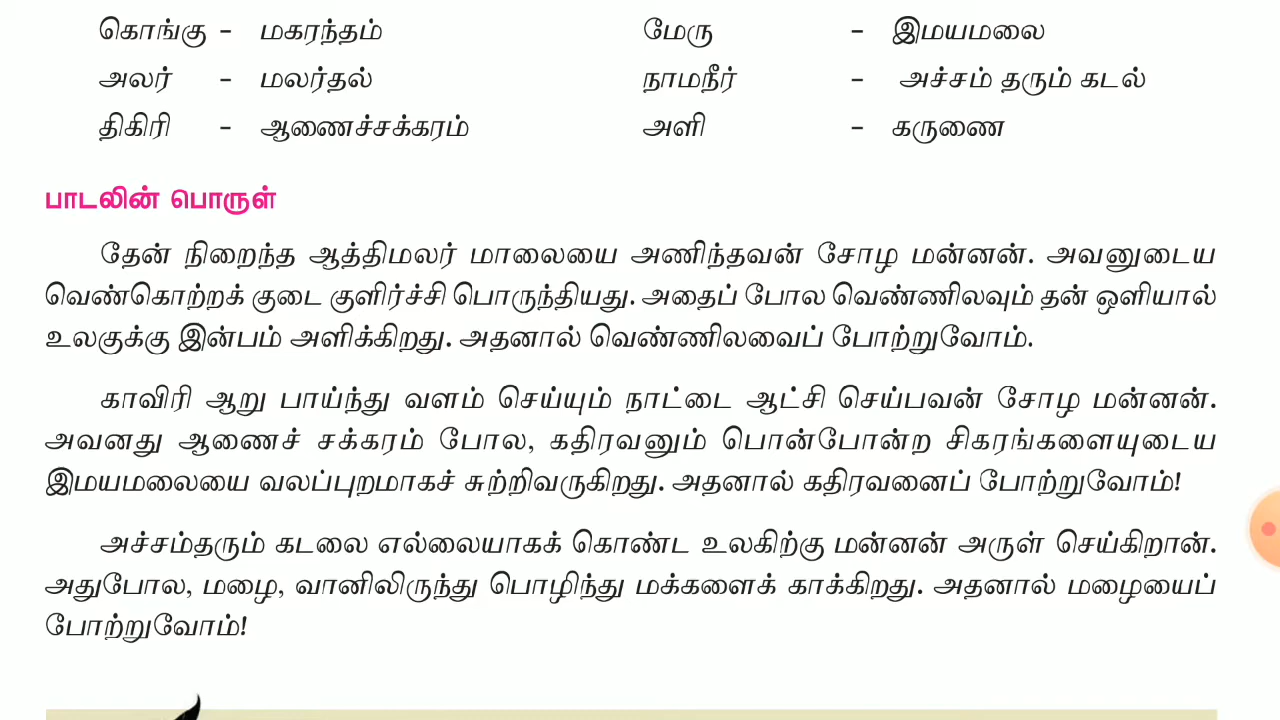 கொங்கு - மகரந்தம் மேரு - இமயமலை
அலர் - மலர்தல் நாமநீர் - அச்சம் தரும் கடல்
திகிரி - ஆணைச்சக்கரம் அளி - கருணை
பாடலின் பொருள்
தேன் நிறைந்த ஆத்திமலர் மாலையை அணிந்தவன் சோழ மன்னன். அவனுடைய
வெண்கொற்றக் குடை குளிர்ச்சி பொருந்தியது. அதைப் போல வெண்ணிலவும் தன் ஒளியால்
உலகுக்கு இன்பம் அளிக்கிறது. அதனால் வெண்ணிலவைப் போற்றுவோம்.
காவிரி ஆறு பாய்ந்து வளம் செய்யும் நாட்டை ஆட்சி செய்பவன் சோழ மன்னன்.
அவனது ஆணைச் சக்கரம் போல, கதிரவனும் பொன்போன்ற சிகரங்களையுடைய
இமயமலையை வலப்புறமாகச் சுற்றிவருகிறது. அதனால் கதிரவனைப் போற்றுவோம்!
அச்சம்தரும் கடலை எல்லையாகக் கொண்ட உலகிற்கு மன்னன் அருள் செய்கிறான்.
அதுபோல, மழை, வானிலிருந்து பொழிந்து மக்களைக் காக்கிறது. அதனால் மழையைப்
போற்றுவோம்!